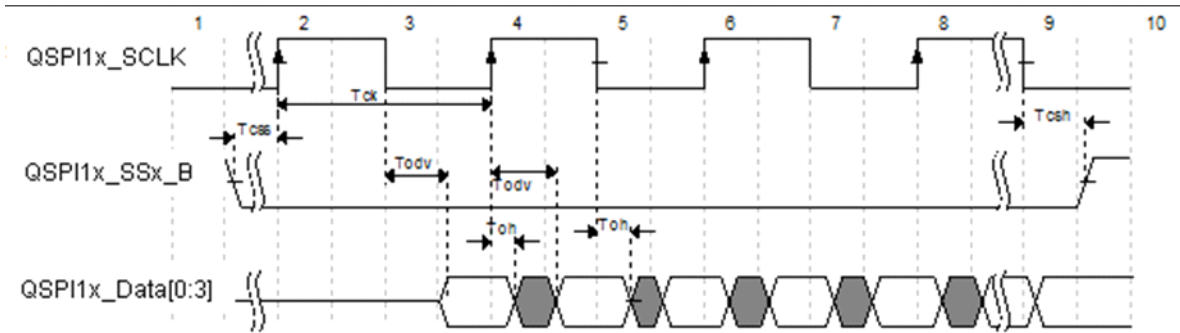 1 2 3 4 5 6 7 8 9 10
QSPI1x_SCLK
Tck
Tcss
Tcsh
QSPI1x_SSx_B
Todv
Todv
Toh
Toh
QSPI1x_Data[0:3]